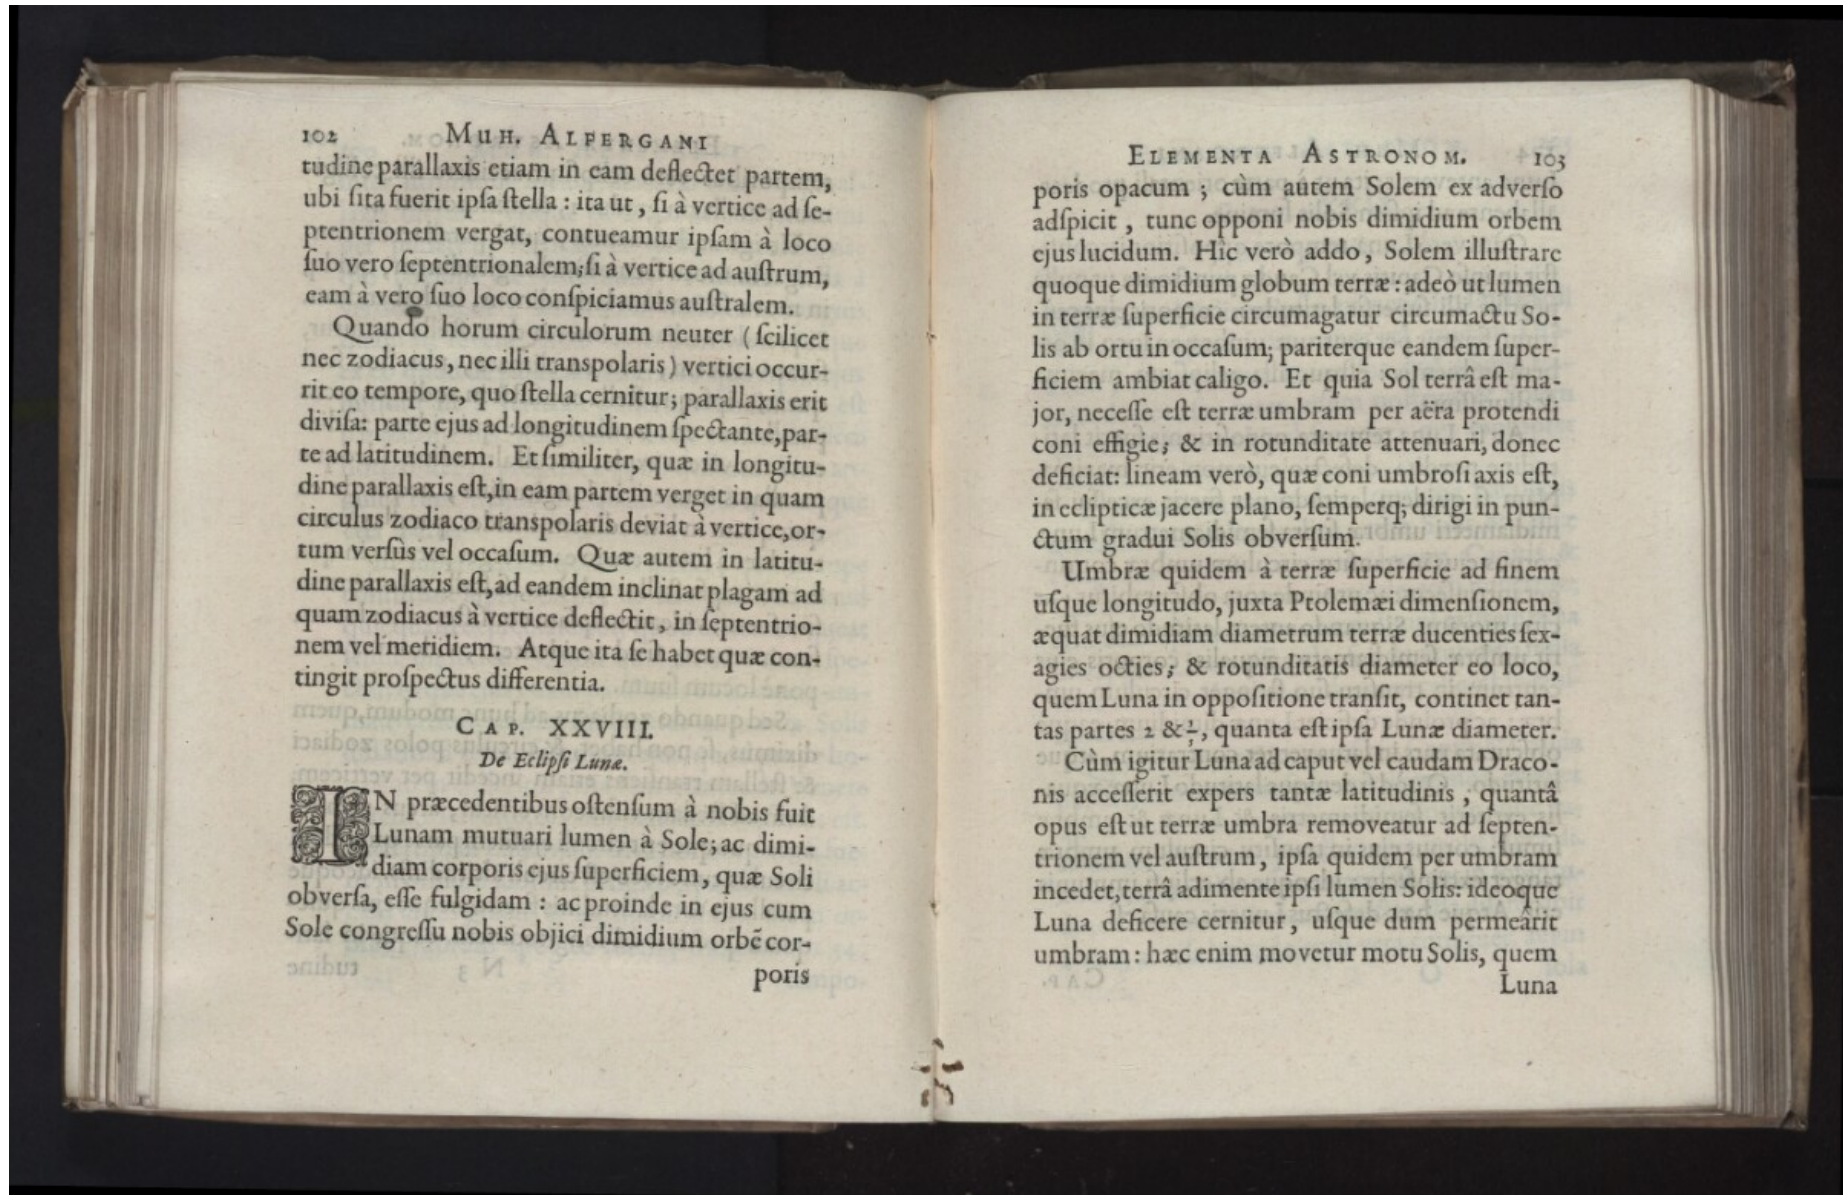 102 MUH. ALFERGANI
tudine parallaxis etiam in eam deflectet partem,
ubi ſita fuerit ipſa ſtella : ita ut, ſi à vertice ad ſe-
ptentrionem vergat, contueamur ipſam à loco
ſuo vero ſeptentrionalem; ſi à vertice ad auſtrum,
eam à vero ſuo loco conſpiciamus auſtralem.
Quando horum circulorum neuter ( ſcilicet
nec zodiacus, nec illi transpolaris ) vertici occur-
rit eo tempore, quo ſtella cernitur; parallaxis erit
diviſa: parte ejus ad longitudinem ſpectante, par-
te ad latitudinem. Et ſimiliter, quæ in longitu-
dine parallaxis eſt, in eam partem verget in quam
circulus zodiaco transpolaris deviat à vertice, or-
tum verſùs vel occaſum. Quæ autem in latitu-
dine parallaxis eſt, ad eandem inclinat plagam ad
quam zodiacus à vertice deflectit, in ſeptentrio-
nem vel meridiem. Atque ita ſe habet quæ con-
tingit proſpectus differentia.
CAP. XXVIII.
De Eclipſi Lunæ.
IN præcedentibus oſtenſum à nobis fuit
Lunam mutuari lumen à Sole; ac dimi-
diam corporis ejus ſuperficiem, quæ Soli
obverſa, eſſe fulgidam : ac proinde in ejus cum
Sole congreſſu nobis objici dimidium orbẽ cor-
poris
ELEMENTA ASTRONOM. 103
poris opacum ; cùm autem Solem ex adverſo
adſpicit, tunc opponi nobis dimidium orbem
ejus lucidum. Hîc verò addo, Solem illuſtrare
quoque dimidium globum terræ : adeò ut lumen
in terræ ſuperficie circumagatur circumactu So-
lis ab ortu in occaſum; pariterque eandem ſuper-
ficiem ambiat caligo. Et quia Sol terrâ eſt ma-
jor, neceſſe eſt terræ umbram per aëra protendi
coni effigie; & in rotunditate attenuari, donec
deficiat: lineam verò, quæ coni umbroſi axis eſt,
in eclipticæ jacere plano, ſemperq; dirigi in pun-
ctum gradui Solis obverſum.
Umbræ quidem à terræ ſuperficie ad finem
uſque longitudo, juxta Ptolemæi dimenſionem,
æquat dimidiam diametrum terræ ducenties ſex-
agies octies; & rotunditatis diameter eo loco,
quem Luna in oppoſitione tranſit, continet tan-
tas partes 2 & , quanta eſt ipſa Lunæ diameter.
Cùm igitur Luna ad caput vel caudam Draco-
nis acceſſerit expers tantæ latitudinis, quantâ
opus eſt ut terræ umbra removeatur ad ſepten-
trionem vel auſtrum, ipſa quidem per umbram
incedet, terrâ adimente ipſi lumen Solis: ideoque
Luna deficere cernitur, uſque dum permeârit
umbram : hæc enim movetur motu Solis, quem
Luna